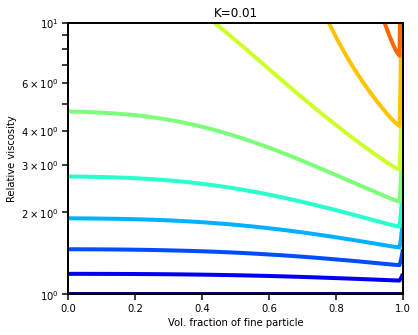 K=0.01
Relative viscosity
10¹
6×10⁰
4×10⁰
3×10⁰
2×10⁰
10⁰
0.0 0.2 0.4 0.6 0.8 1.0
Vol. fraction of fine particle